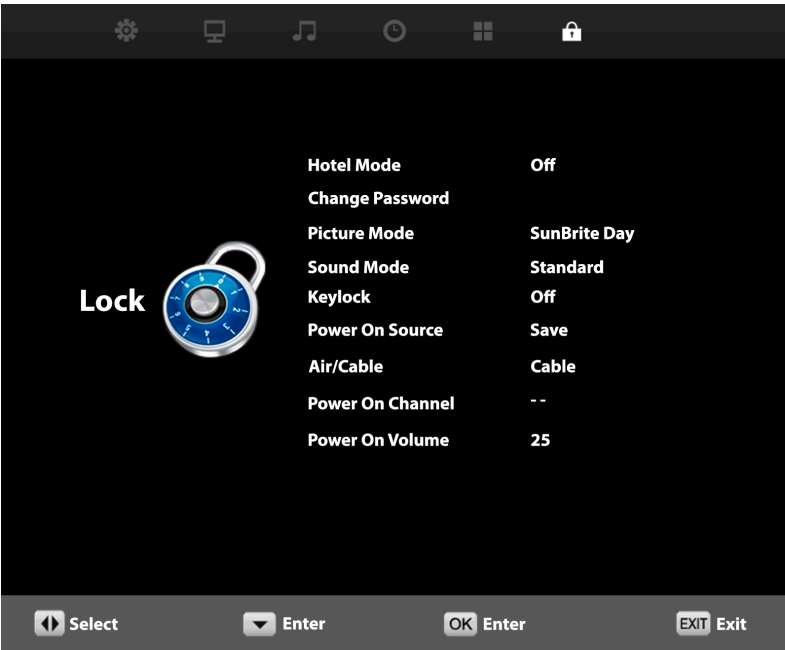 Hotel Mode Off
Change Password
Picture Mode SunBrite Day
Sound Mode Standard
Lock
Keylock Off
Power On Source Save
Air/Cable Cable
Power On Channel - -
Power On Volume 25
Select Enter OK Enter EXIT Exit